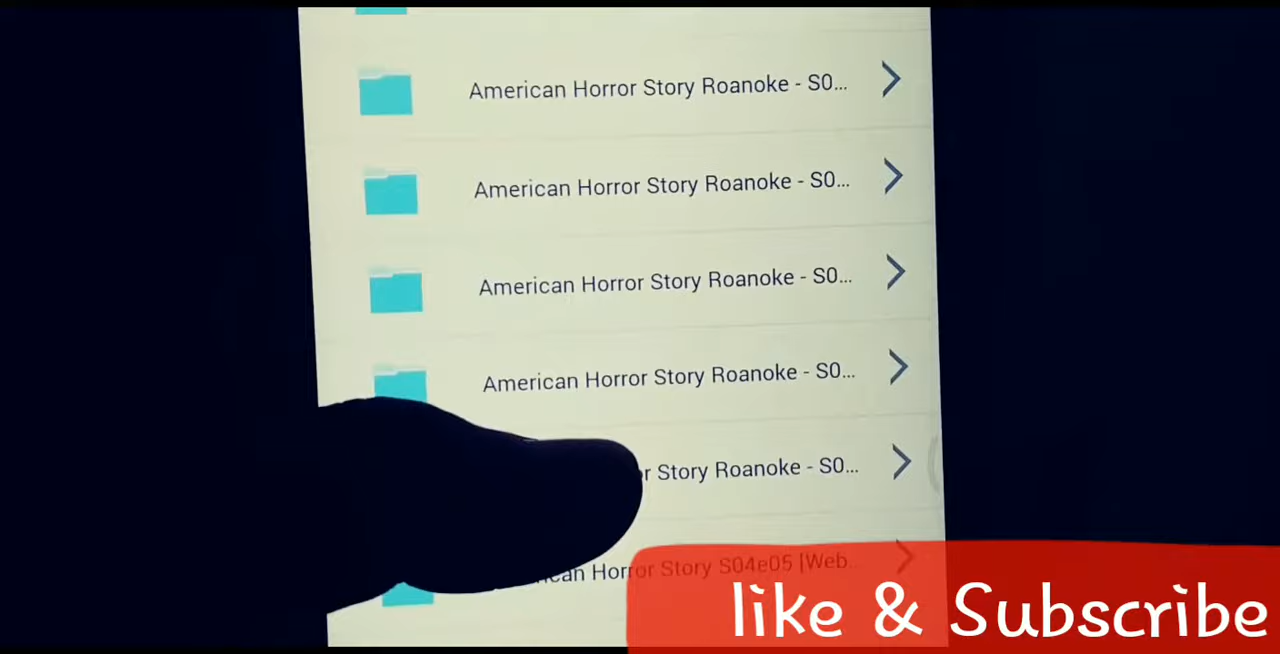 American Horror Story Roanoke - S0...
American Horror Story Roanoke - S0...
American Horror Story Roanoke - S0...
American Horror Story Roanoke - S0...
Story Roanoke - S0...
Horror Story S04e05 [Web...
like & Subscribe